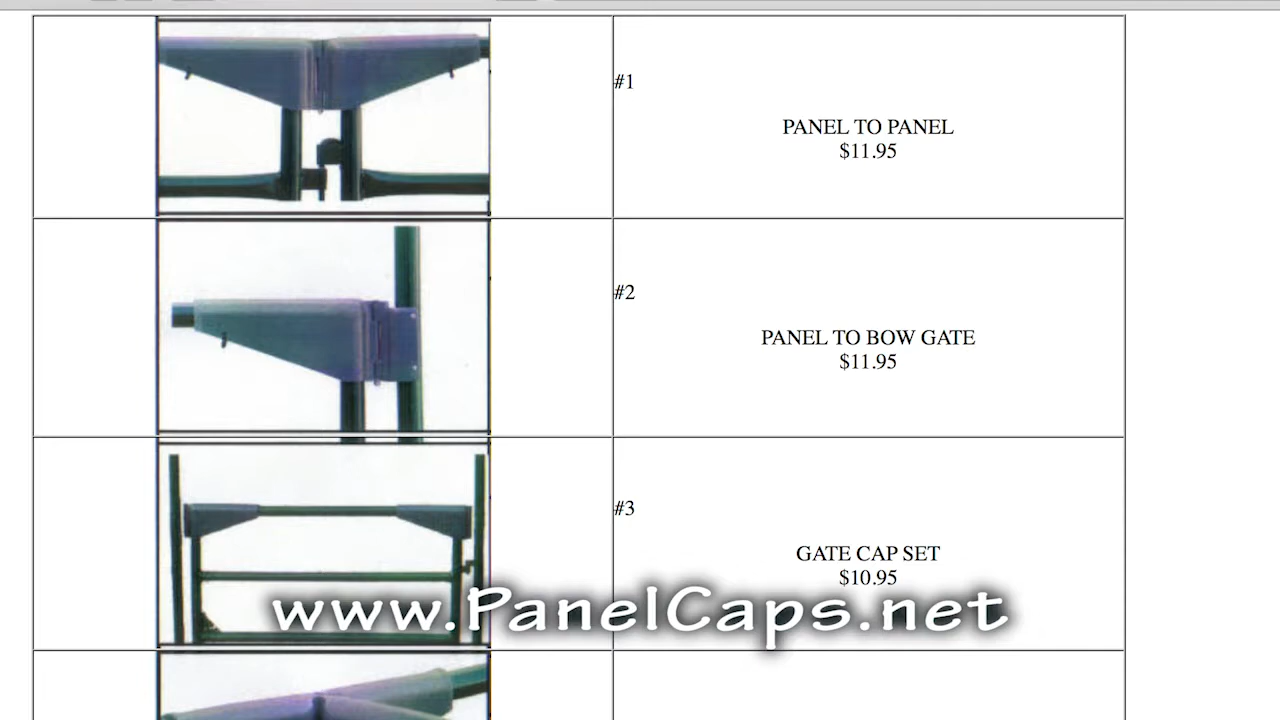 #1
PANEL TO PANEL
$11.95
#2
PANEL TO BOW GATE
$11.95
#3
GATE CAP SET
$10.95
www.PanelCaps.net